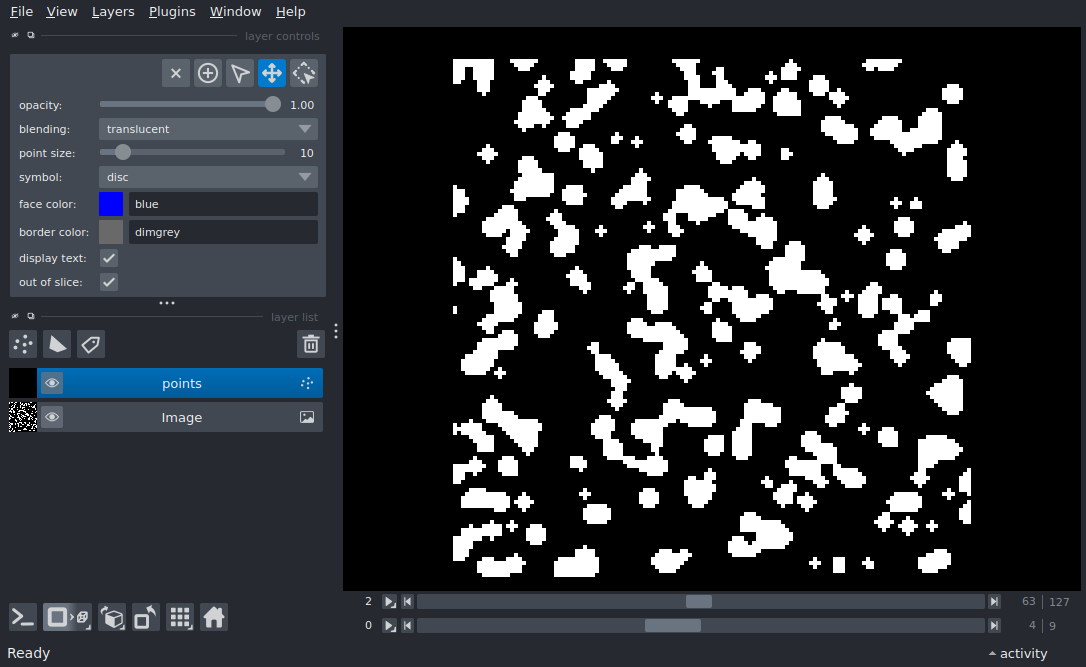 File View Layers Plugins Window Help
layer controls
opacity: 1.00
blending: translucent
point size: 10
symbol: disc
face color: blue
border color: dimgrey
display text:
out of slice:
layer list
points
Image
2 63 127
0 4 9
Ready activity